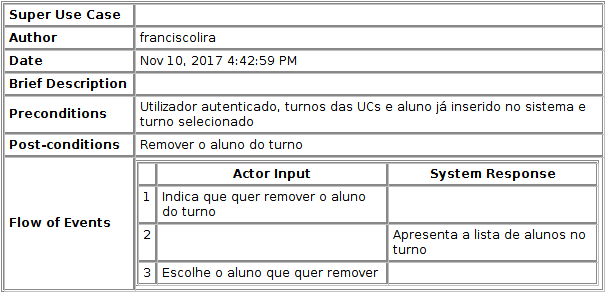 Super Use Case
Author franciscolira
Date Nov 10, 2017 4:42:59 PM
Brief Description
Preconditions Utilizador autenticado, turnos das UCs e aluno já inserido no sistema e
turno selecionado
Post-conditions Remover o aluno do turno
Flow of Events
Actor Input System Response
1 Indica que quer remover o aluno
do turno
2 Apresenta a lista de alunos no
turno
3 Escolhe o aluno que quer remover